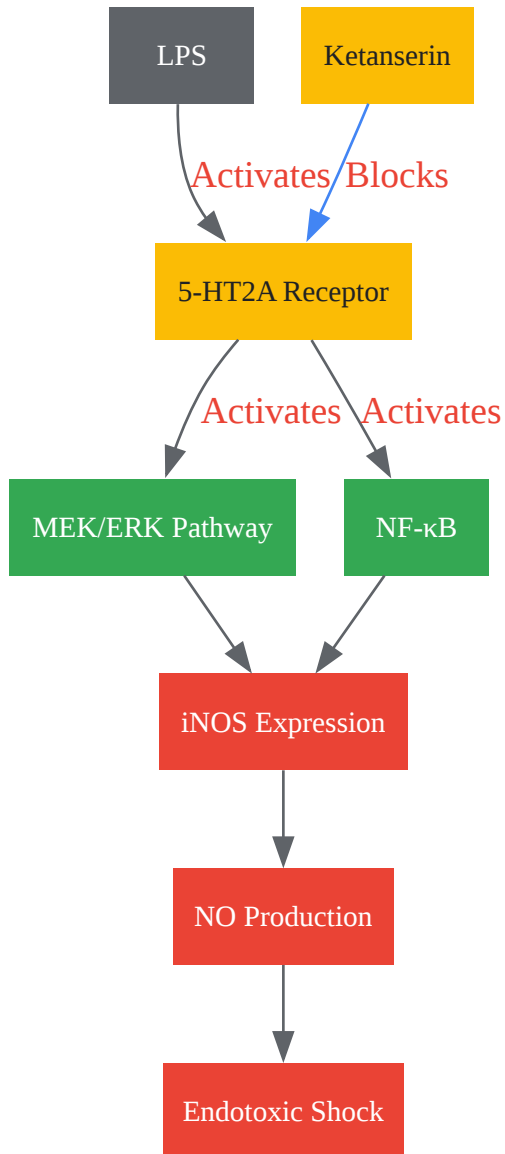 LPS
Ketanserin
Activates
Blocks
5-HT2A Receptor
Activates
Activates
MEK/ERK Pathway
NF-κB
iNOS Expression
NO Production
Endotoxic Shock